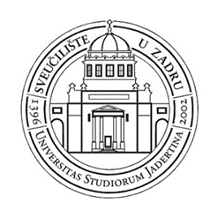 SVEUČILIŠTE U ZADRU
1396 UNIVERSITAS STUDIORUM JADERTINA 2002